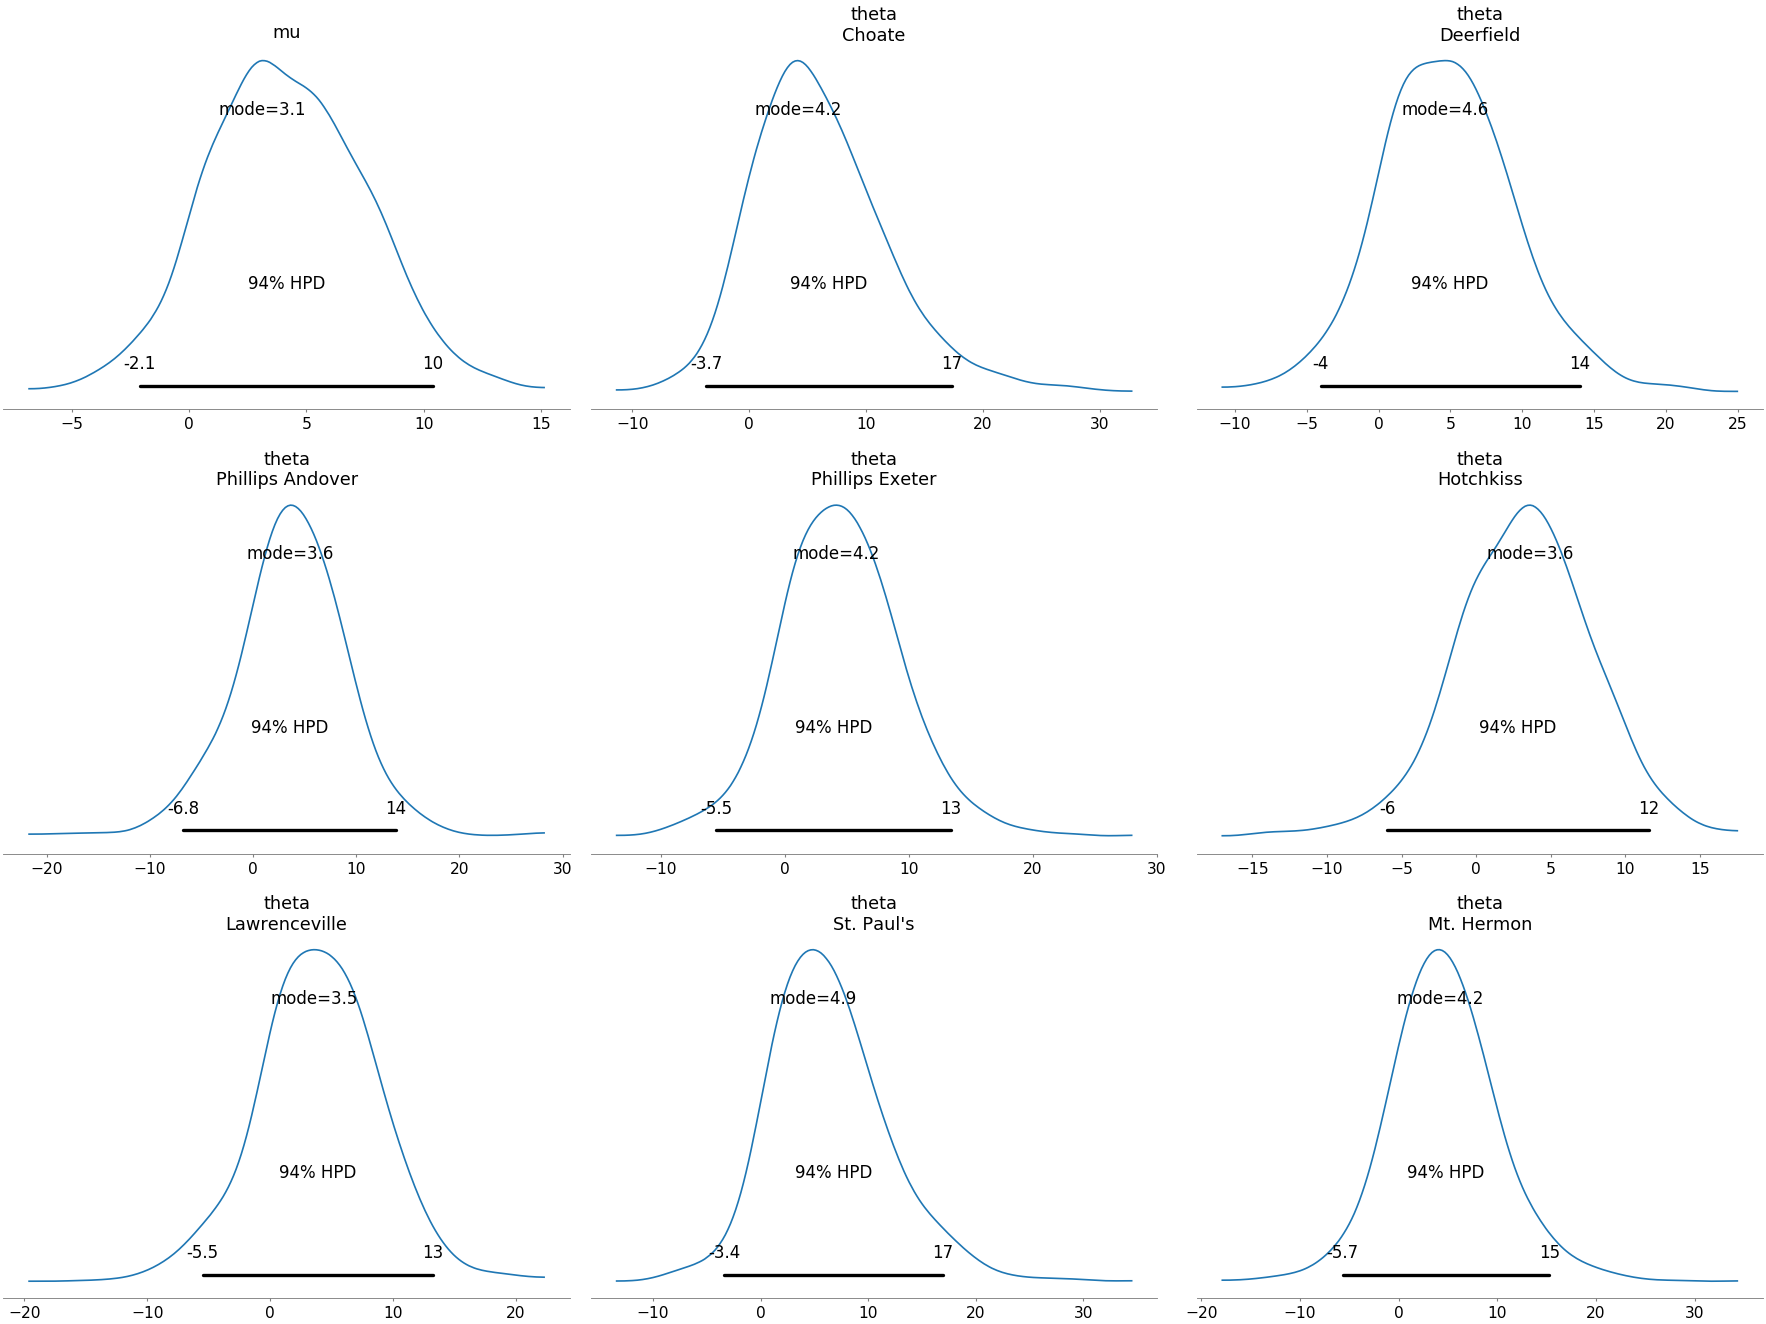 mu
mode=3.1
94% HPD
-2.1 10
−5 0 5 10 15
theta
Choate
mode=4.2
94% HPD
-3.7 17
−10 0 10 20 30
theta
Deerfield
mode=4.6
94% HPD
-4 14
−10 −5 0 5 10 15 20 25
theta
Phillips Andover
mode=3.6
94% HPD
-6.8 14
−20 −10 0 10 20 30
theta
Phillips Exeter
mode=4.2
94% HPD
-5.5 13
−10 0 10 20 30
theta
Hotchkiss
mode=3.6
94% HPD
-6 12
−15 −10 −5 0 5 10 15
theta
Lawrenceville
mode=3.5
94% HPD
-5.5 13
−20 −10 0 10 20
theta
St. Paul's
mode=4.9
94% HPD
-3.4 17
−10 0 10 20 30
theta
Mt. Hermon
mode=4.2
94% HPD
-5.7 15
−20 −10 0 10 20 30